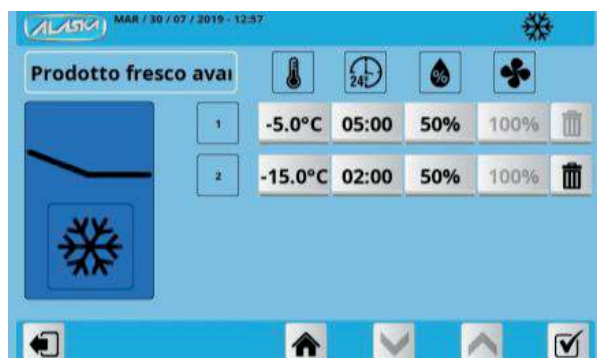 ALASKA MAR / 30 / 07 / 2019 - 12:57
Prodotto fresco avai
24h
%
1 -5.0°C 05:00 50% 100%
2 -15.0°C 02:00 50% 100%